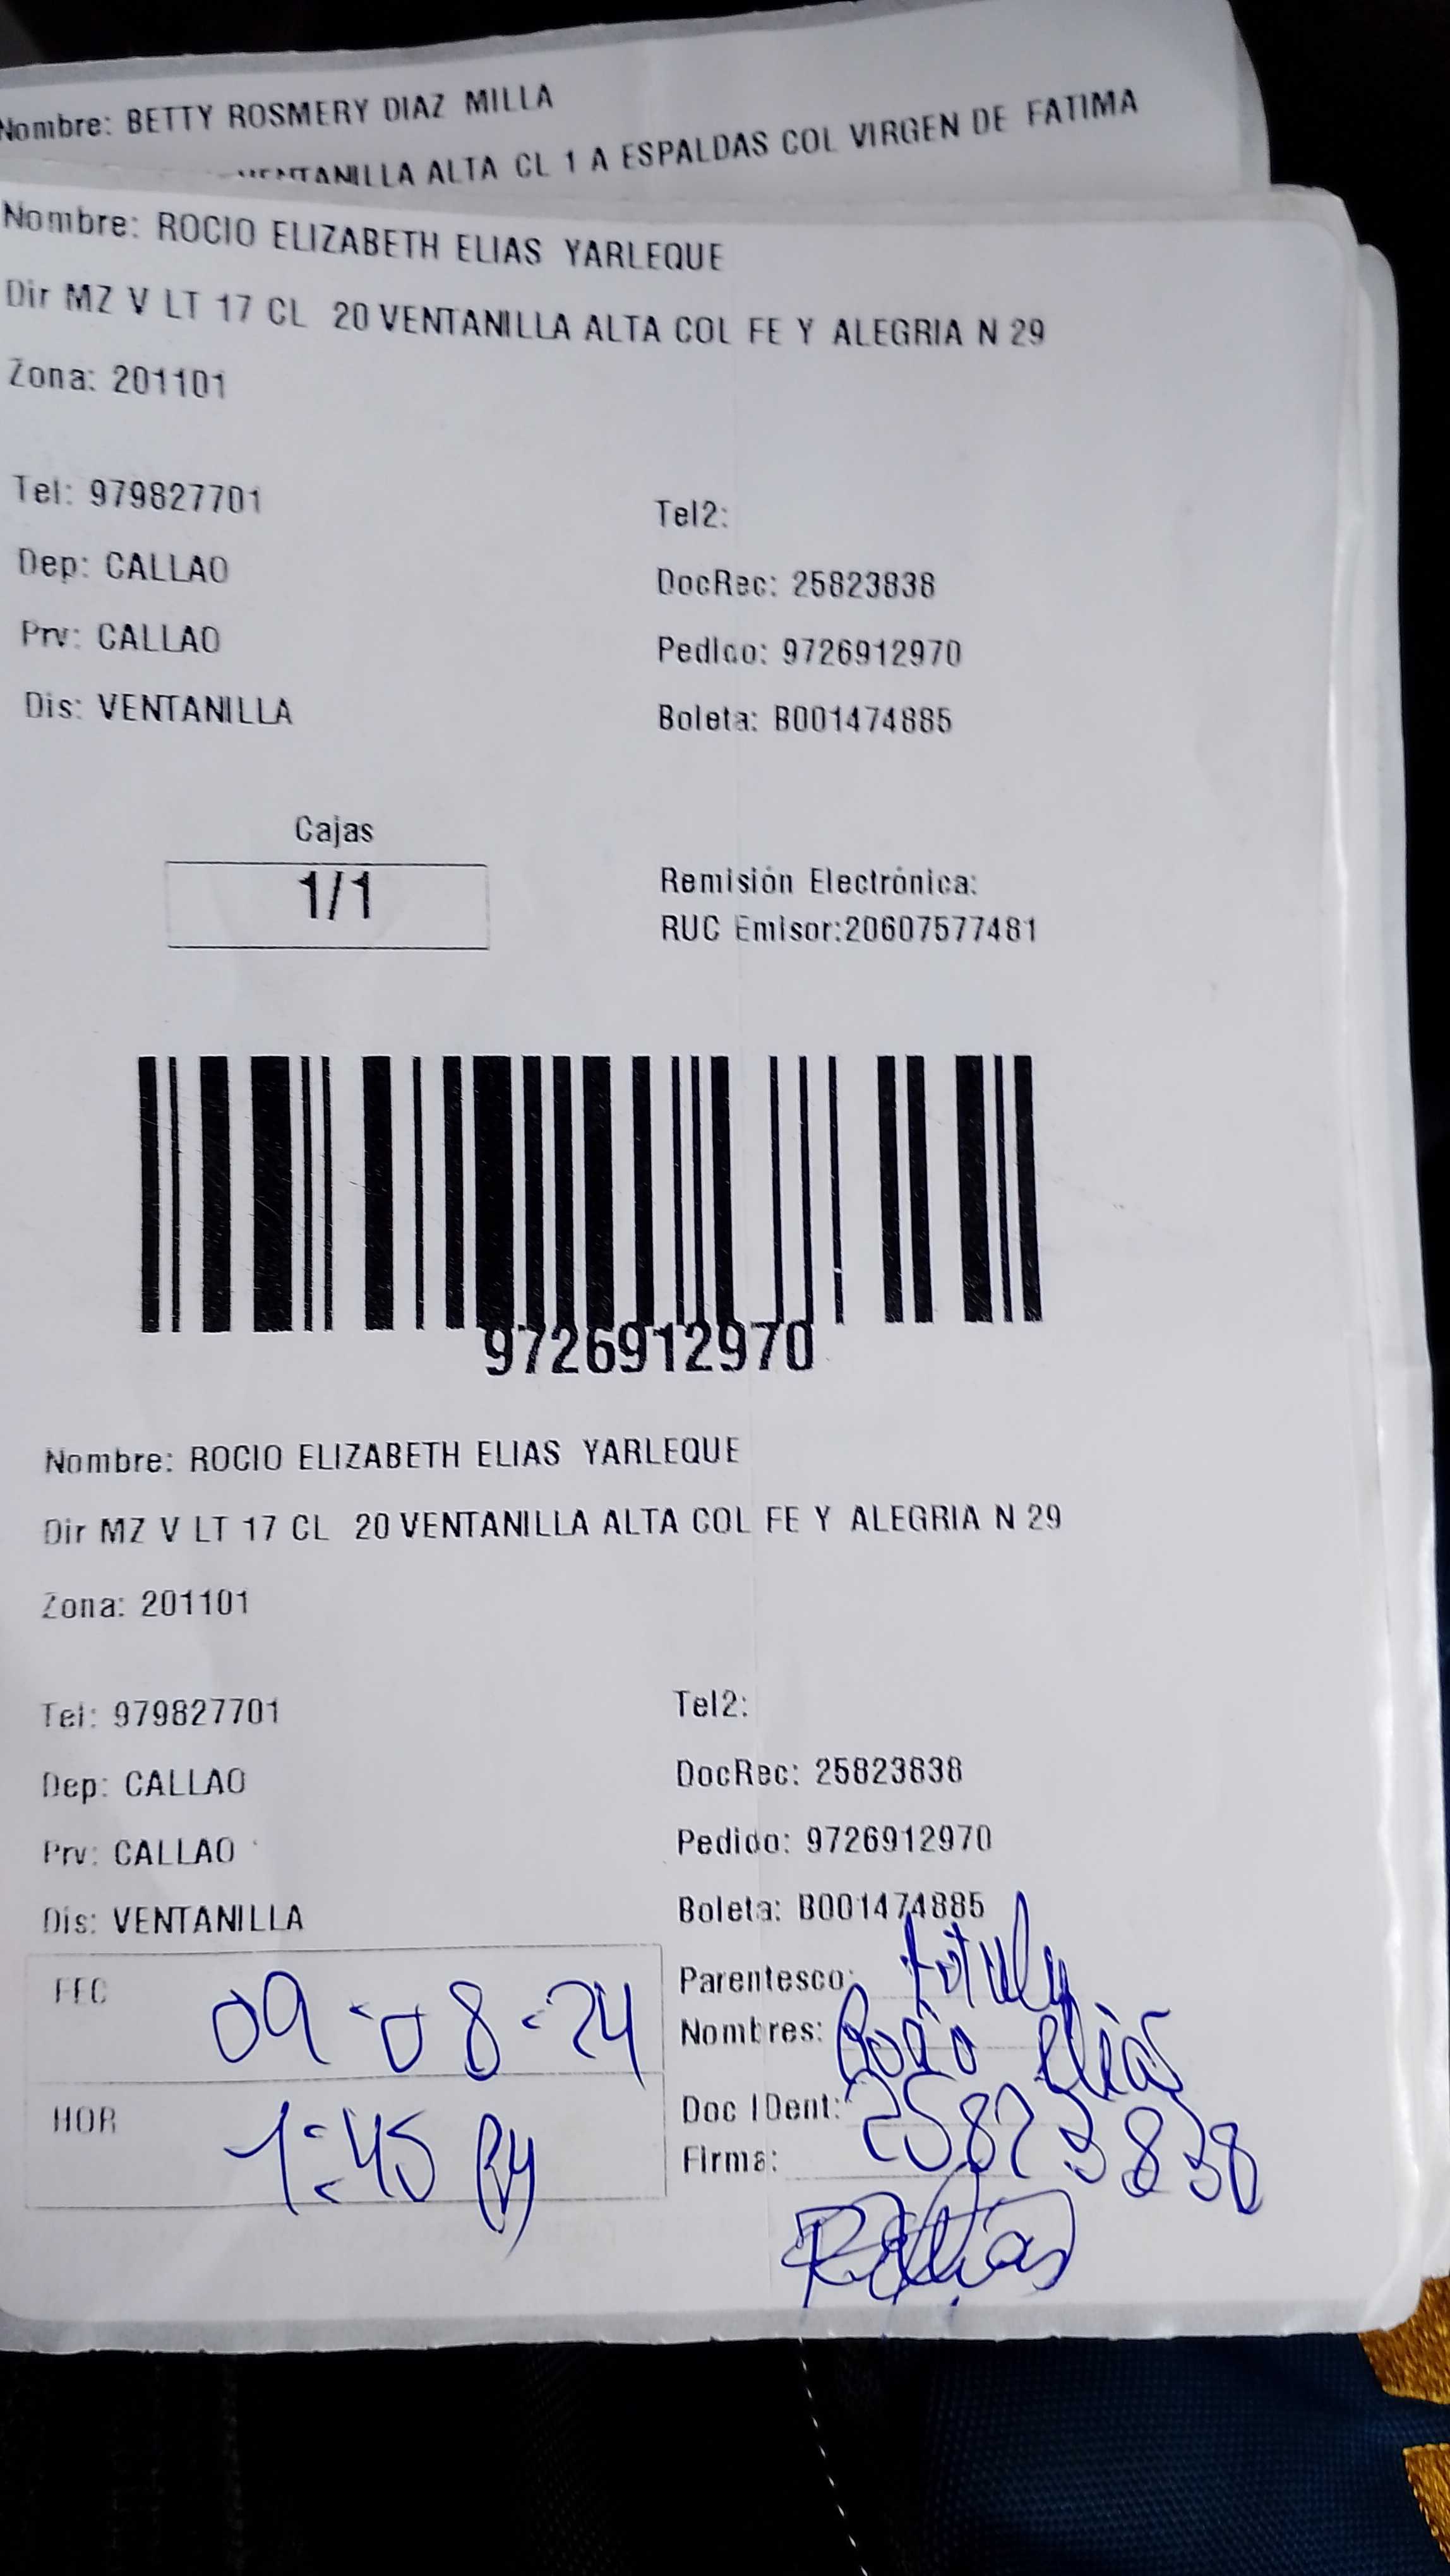 Nombre: BETTY ROSMERY DIAZ MILLA
VENTANILLA ALTA CL 1 A ESPALDAS COL VIRGEN DE FATIMA
Nombre: ROCIO ELIZABETH ELIAS YARLEQUE
Dir MZ V LT 17 CL 20 VENTANILLA ALTA COL FE Y ALEGRIA N 29
Zona: 201101
Tel: 979827701
Tel2:
Dep: CALLAO
DocRec: 25823838
Prv: CALLAO
Pedido: 9726912970
Dis: VENTANILLA
Boleta: B001474885
Cajas
1/1
Remisión Electrónica:
RUC Emisor:20607577481
9726912970
Nombre: ROCIO ELIZABETH ELIAS YARLEQUE
Dir MZ V LT 17 CL 20 VENTANILLA ALTA COL FE Y ALEGRIA N 29
Zona: 201101
Tel: 979827701
Tel2:
Dep: CALLAO
DocRec: 25823838
Prv: CALLAO
Pedido: 9726912970
Dis: VENTANILLA
Boleta: B001474885
FEC 09-08-24
Parentesco: titular
Nombres: Rocio Elias
HOR 1:45 PM
Doc IDent: 25823838
Firma: